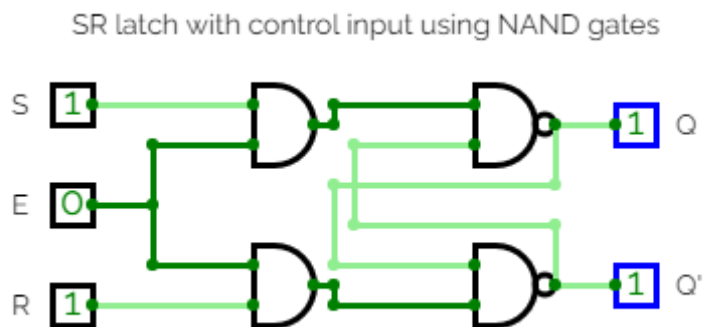 SR latch with control input using NAND gates
S 1
1 Q
E 0
R 1
1 Q'